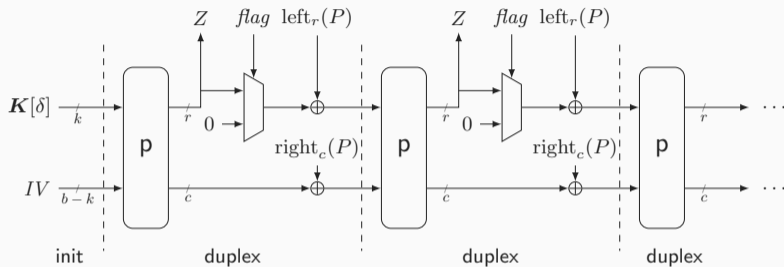 Z flag left_r(P) Z flag left_r(P)
K[δ] k p r 0 p r 0 p r ⋯
right_c(P) right_c(P)
IV b − k c c c ⋯
init duplex duplex duplex